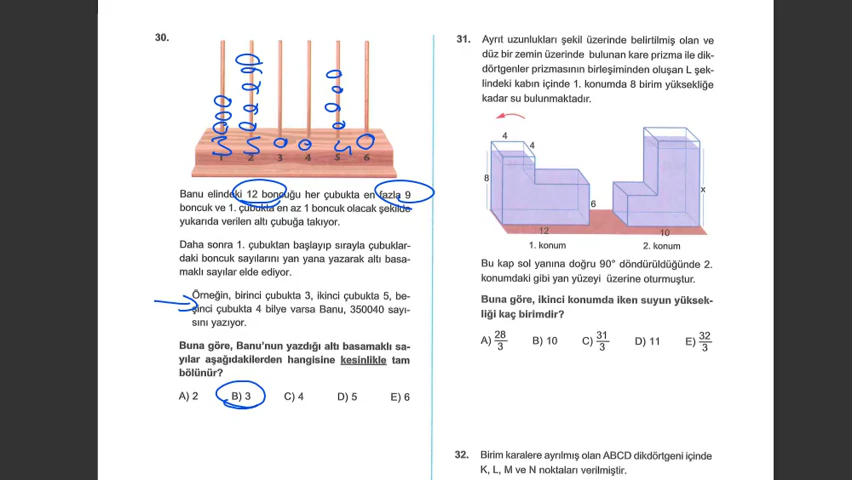 30.
1 2 3 4 5 6
Banu elindeki 12 boncuğu her çubukta en fazla 9
boncuk ve 1. çubukta en az 1 boncuk olacak şekilde
yukarıda verilen altı çubuğa takıyor.
Daha sonra 1. çubuktan başlayıp sırayla çubuklar-
daki boncuk sayılarını yan yana yazarak altı basa-
maklı sayılar elde ediyor.
Örneğin, birinci çubukta 3, ikinci çubukta 5, be-
şinci çubukta 4 bilye varsa Banu, 350040 sayı-
sını yazıyor.
Buna göre, Banu'nun yazdığı altı basamaklı sa-
yılar aşağıdakilerden hangisine kesinlikle tam
bölünür?
A) 2 B) 3 C) 4 D) 5 E) 6
31. Ayrıt uzunlukları şekil üzerinde belirtilmiş olan ve
düz bir zemin üzerinde bulunan kare prizma ile dik-
dörtgenler prizmasının birleşiminden oluşan L şek-
lindeki kabın içinde 1. konumda 8 birim yüksekliğe
kadar su bulunmaktadır.
4
4
8
6
12
x
10
1. konum 2. konum
Bu kap sol yanına doğru 90° döndürüldüğünde 2.
konumdaki gibi yan yüzeyi üzerine oturmuştur.
Buna göre, ikinci konumda iken suyun yüksek-
liği kaç birimdir?
A) 28/3 B) 10 C) 31/3 D) 11 E) 32/3
32. Birim karalere ayrılmış olan ABCD dikdörtgeni içinde
K, L, M ve N noktaları verilmiştir.